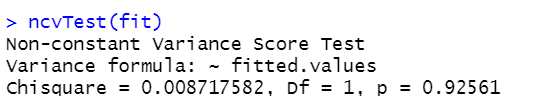 > ncvTest(fit)
Non-constant Variance Score Test
Variance formula: ~ fitted.values
Chisquare = 0.008717582, Df = 1, p = 0.92561